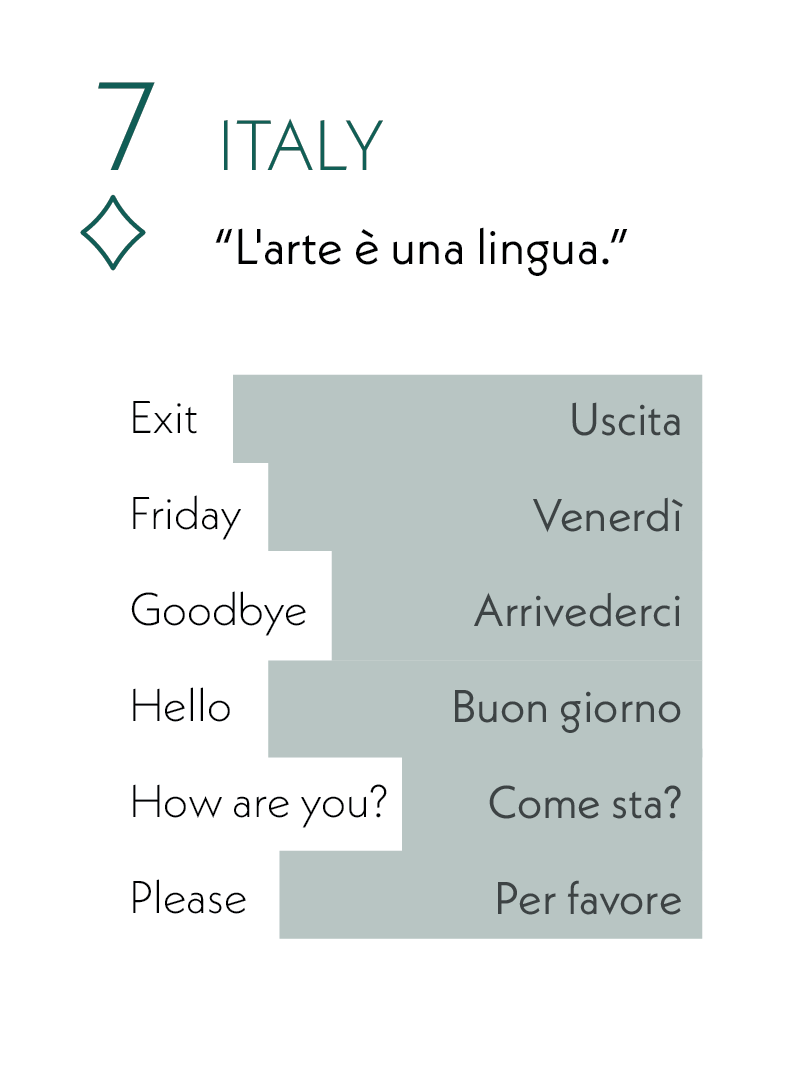 7 ITALY
“L'arte è una lingua.”
Exit Uscita
Friday Venerdì
Goodbye Arrivederci
Hello Buon giorno
How are you? Come sta?
Please Per favore